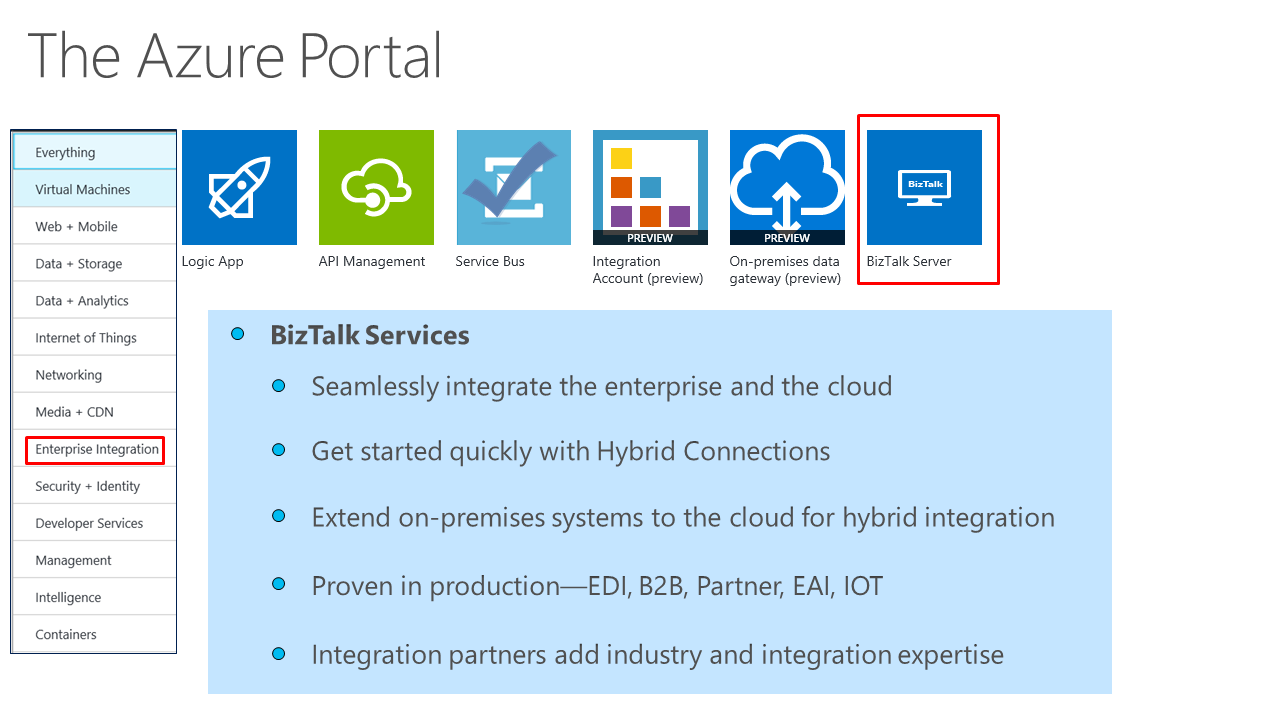 The Azure Portal
Everything
Virtual Machines
Web + Mobile
Data + Storage
Data + Analytics
Internet of Things
Networking
Media + CDN
Enterprise Integration
Security + Identity
Developer Services
Management
Intelligence
Containers
Logic App
API Management
Service Bus
PREVIEW
Integration
Account (preview)
PREVIEW
On-premises data
gateway (preview)
BizTalk
BizTalk Server
BizTalk Services
Seamlessly integrate the enterprise and the cloud
Get started quickly with Hybrid Connections
Extend on-premises systems to the cloud for hybrid integration
Proven in production—EDI, B2B, Partner, EAI, IOT
Integration partners add industry and integration expertise